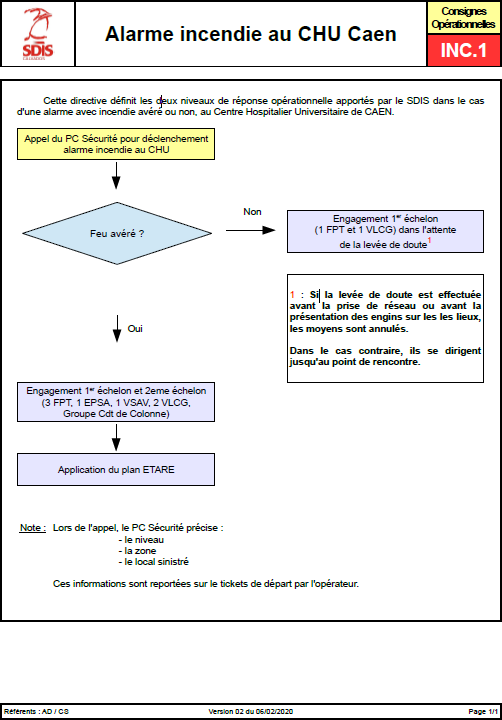 SDIS
Alarme incendie au CHU Caen
Consignes
Opérationnelles
INC.1
Cette directive définit les deux niveaux de réponse opérationnelle apportés par le SDIS dans le cas
d'une alarme avec incendie avéré ou non, au Centre Hospitalier Universitaire de CAEN.
Appel du PC Sécurité pour déclenchement
alarme incendie au CHU
Feu avéré ?
Non
Engagement 1er échelon
(1 FPT et 1 VLCG) dans l'attente
de la levée de doute1
1 : Si la levée de doute est effectuée
avant la prise de réseau ou avant la
présentation des engins sur les les lieux,
les moyens sont annulés.
Dans le cas contraire, ils se dirigent
jusqu'au point de rencontre.
Oui
Engagement 1er échelon et 2eme échelon
(3 FPT, 1 EPSA, 1 VSAV, 2 VLCG,
Groupe Cdt de Colonne)
Application du plan ETARE
Note : Lors de l'appel, le PC Sécurité précise :
- le niveau
- la zone
- le local sinistré
Ces informations sont reportées sur le tickets de départ par l'opérateur.
Référents : AD / CS
Version 02 du 06/02/2020
Page 1/1